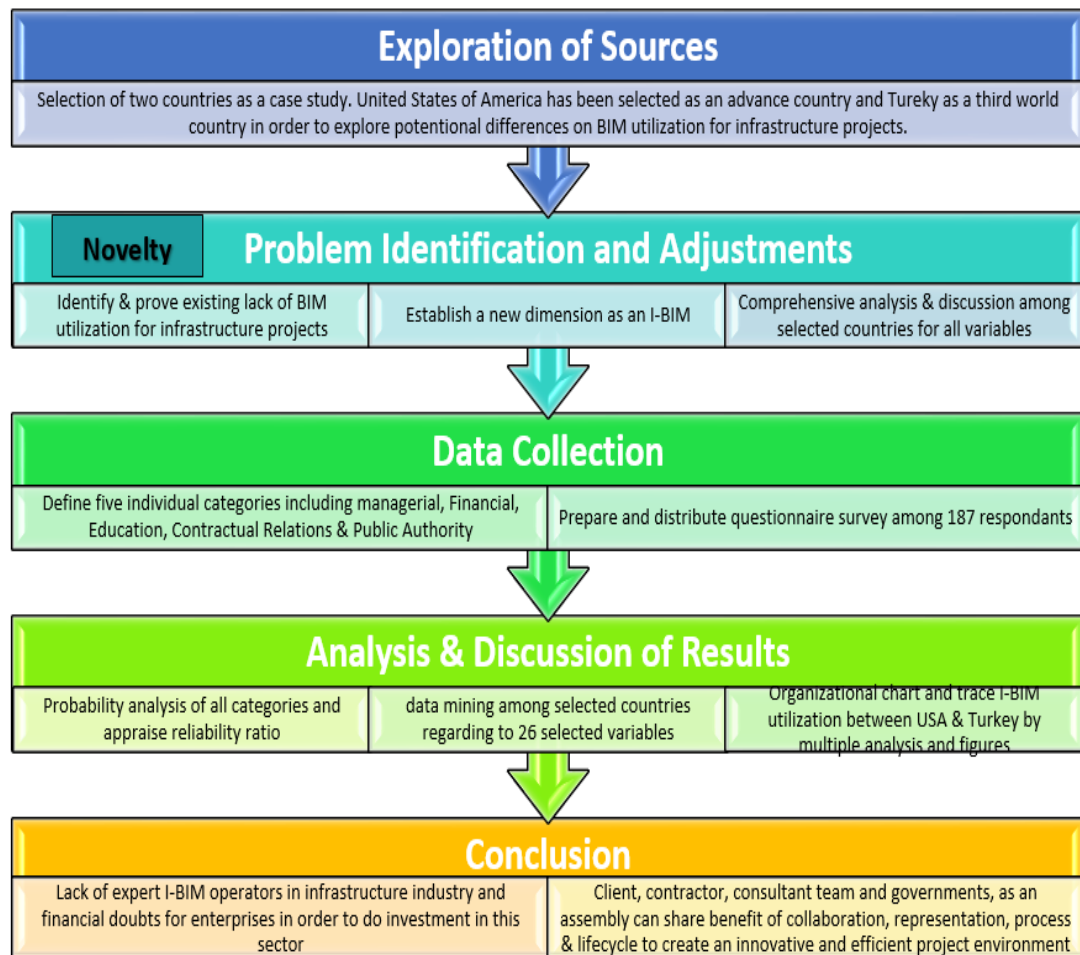 Exploration of Sources
Selection of two countries as a case study. United States of America has been selected as an advance country and Tureky as a third world
country in order to explore potentional differences on BIM utilization for infrastructure projects.
Novelty
Problem Identification and Adjustments
Identify & prove existing lack of BIM
utilization for infrastructure projects
Establish a new dimension as an I-BIM
Comprehensive analysis & discussion among
selected countries for all variables
Data Collection
Define five individual categories including managerial, Financial,
Education, Contractual Relations & Public Authority
Prepare and distribute questionnaire survey among 187 respondants
Analysis & Discussion of Results
Probability analysis of all categories and
appraise reliability ratio
data mining among selected countries
regarding to 26 selected variables
Organizational chart and trace I-BIM
utilization between USA & Turkey by
multiple analysis and figures
Conclusion
Lack of expert I-BIM operators in infrastructure industry and
financial doubts for enterprises in order to do investment in this
sector
Client, contractor, consultant team and governments, as an
assembly can share benefit of collaboration, representation, process
& lifecycle to create an innovative and efficient project environment